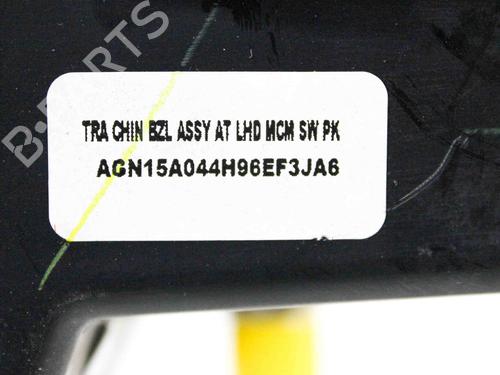 B-PARTS
TRA CHIN BZL ASSY AT LHD MCM SW PK
AGN15A044H96EF3JA6